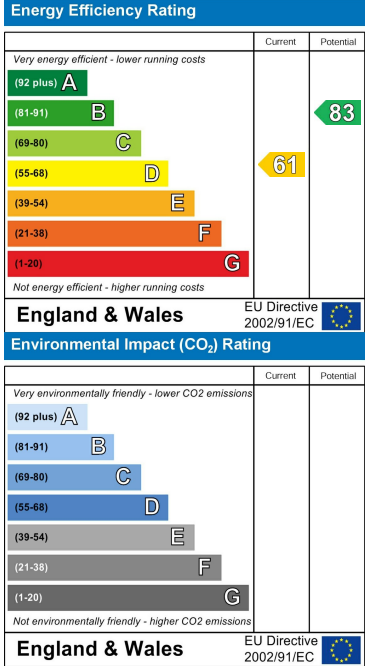 Energy Efficiency Rating
Current Potential
Very energy efficient - lower running costs
(92 plus) A
(81-91) B 83
(69-80) C
(55-68) D 61
(39-54) E
(21-38) F
(1-20) G
Not energy efficient - higher running costs
England & Wales
EU Directive
2002/91/EC
Environmental Impact (CO₂) Rating
Current Potential
Very environmentally friendly - lower CO2 emissions
(92 plus) A
(81-91) B
(69-80) C
(55-68) D
(39-54) E
(21-38) F
(1-20) G
Not environmentally friendly - higher CO2 emissions
England & Wales
EU Directive
2002/91/EC